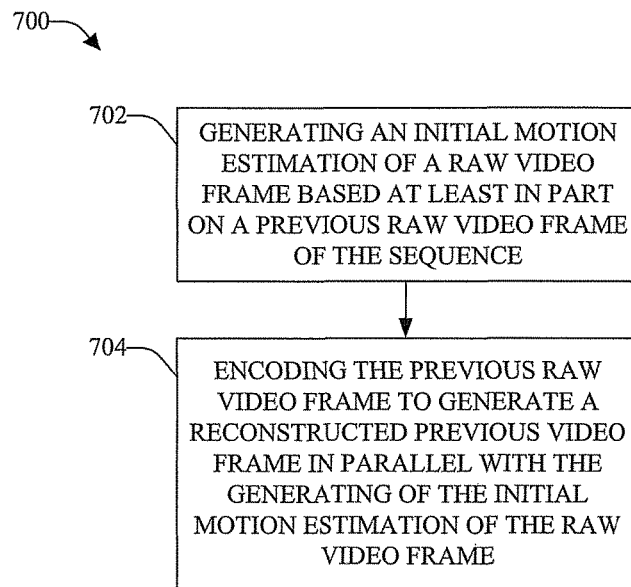 700
702
GENERATING AN INITIAL MOTION
ESTIMATION OF A RAW VIDEO
FRAME BASED AT LEAST IN PART
ON A PREVIOUS RAW VIDEO FRAME
OF THE SEQUENCE
704
ENCODING THE PREVIOUS RAW
VIDEO FRAME TO GENERATE A
RECONSTRUCTED PREVIOUS VIDEO
FRAME IN PARALLEL WITH THE
GENERATING OF THE INITIAL
MOTION ESTIMATION OF THE RAW
VIDEO FRAME